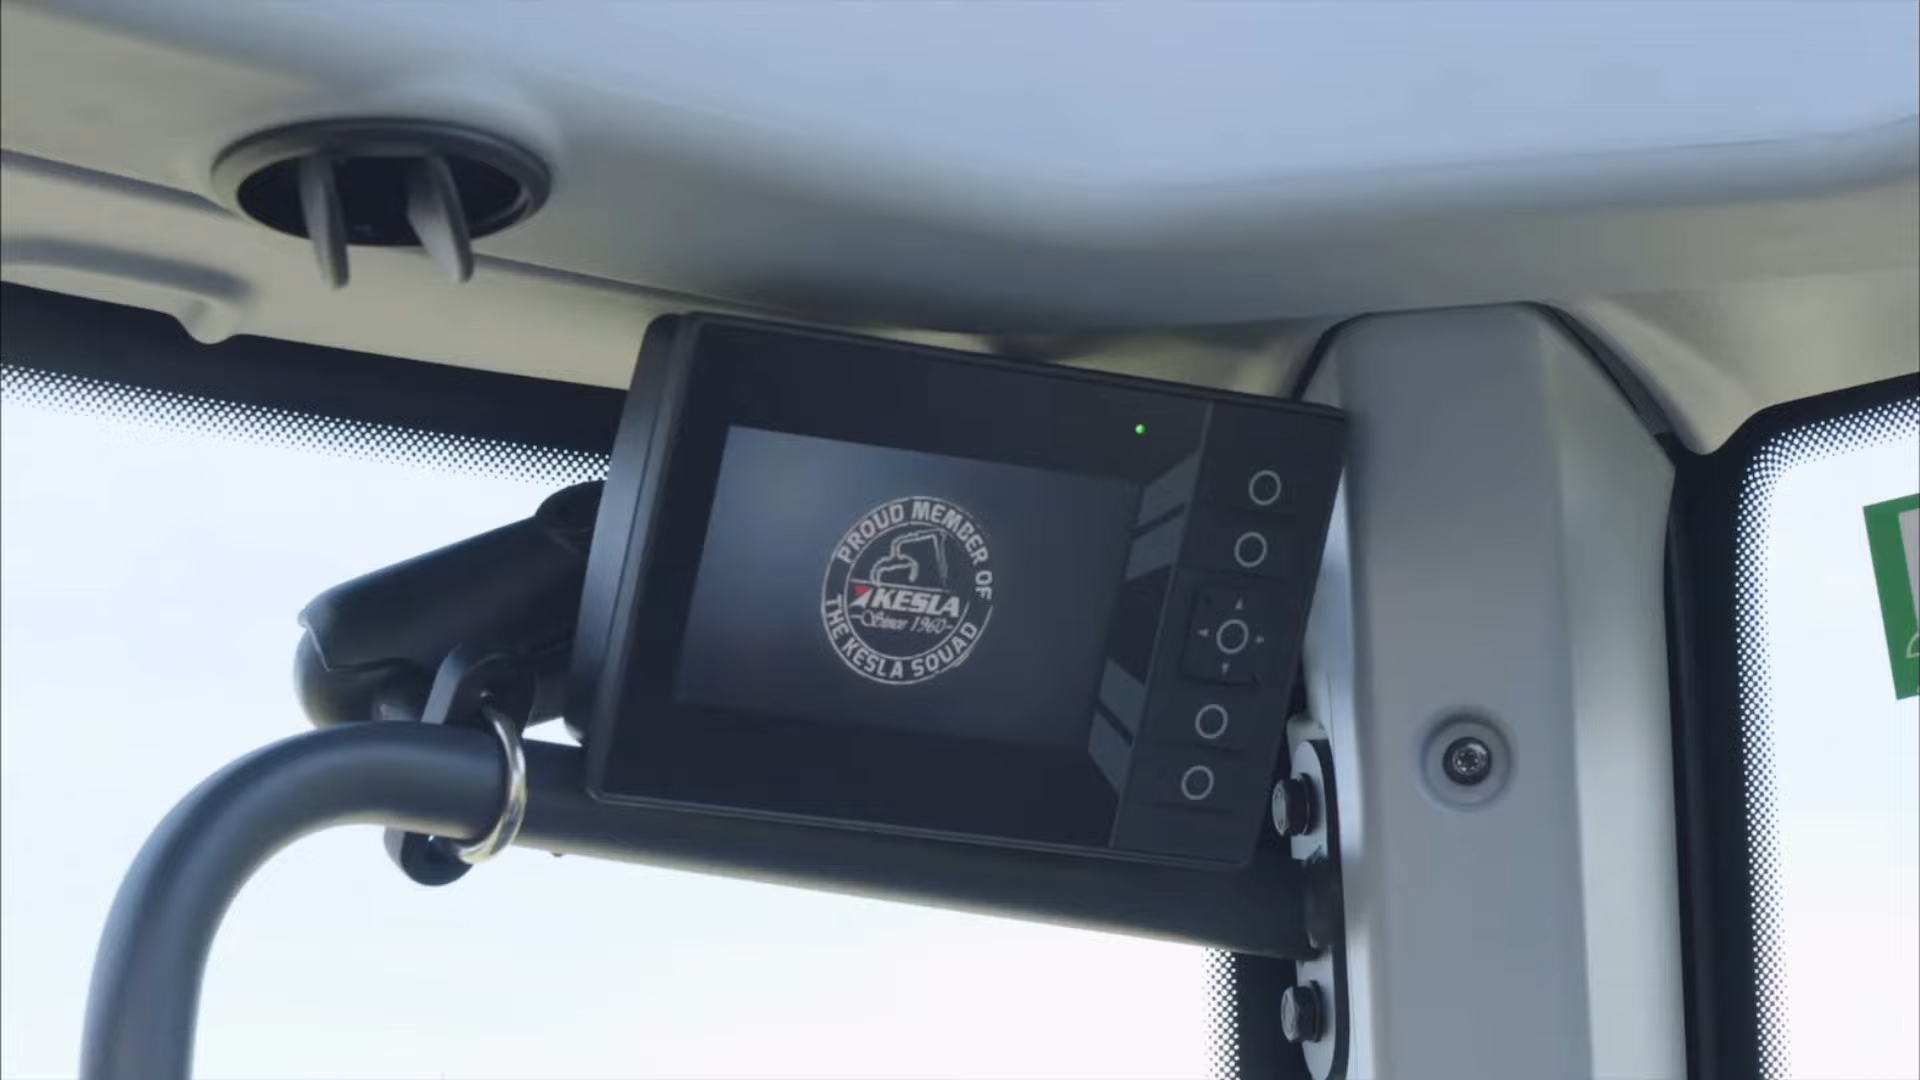 PROUD MEMBER OF
KESLA
Since 1960
THE KESLA SQUAD